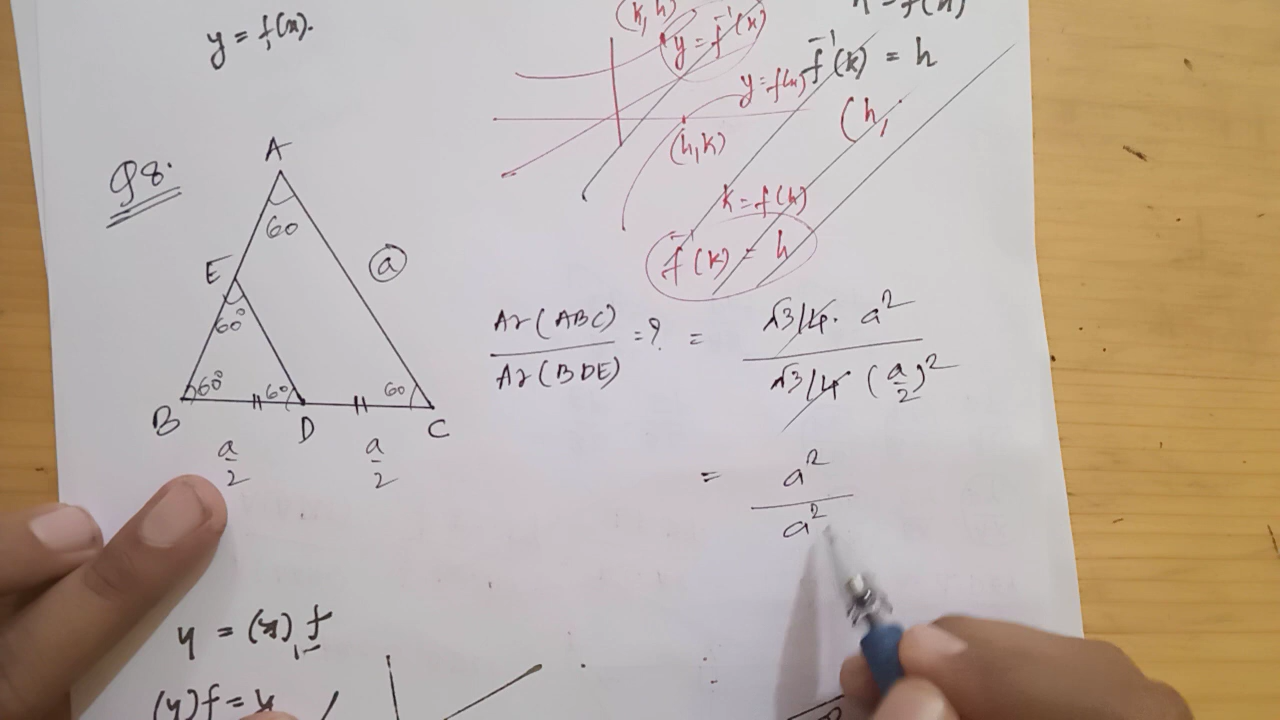 y = f(x).
(k, h)
y = f⁻¹(x)
y = f(x)
(h, k)
k = f(h)
f⁻¹(k) = h
k = f(x)
f⁻¹(k) = h
(h,
Q8.
A
60
E
a
60°
60°
60
60
B
D
C
a/2
a/2
Ar(ABC)/Ar(BDE) = ? = √3/4 · a²/√3/4 (a/2)²
= a²/a²
y = (x) f
(y) f = x